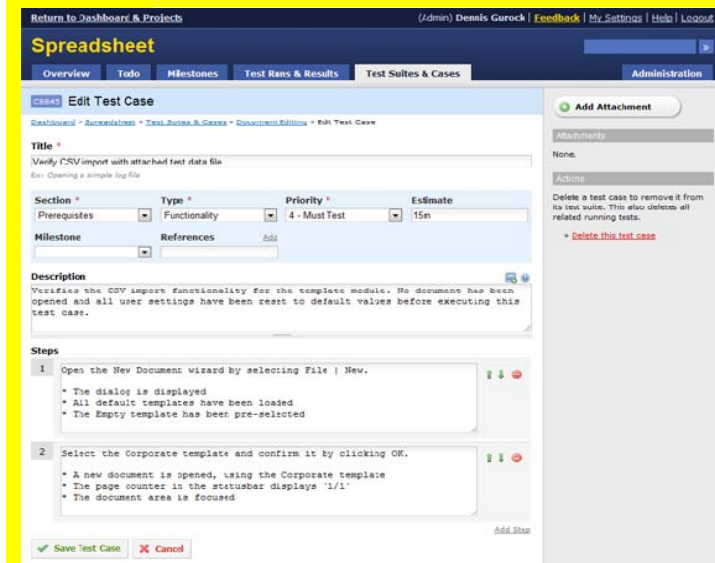 Return to Dashboard & Projects
(Admin) Dennis Gurock | Feedback | My Settings | Help | Logout
Spreadsheet
»
Overview Todo Milestones Test Runs & Results Test Suites & Cases Administration
C8845 Edit Test Case
Dashboard > Spreadsheet > Test Suites & Cases > Document Editing > Edit Test Case
Title *
Verify CSV import with attached test data file
Ex: Opening a simple log file
Section * Type * Priority * Estimate
Prerequisites Functionality 4 - Must Test 15m
Milestone References Add
Description
Verifies the CSV import functionality for the template module. No document has been
opened and all user settings have been reset to default values before executing this
test case.
Steps
1 Open the New Document wizard by selecting File | New.
* The dialog is displayed
* All default templates have been loaded
* The Empty template has been pre-selected
2 Select the Corporate template and confirm it by clicking OK.
* A new document is opened, using the Corporate template
* The page counter in the statusbar displays '1/1'
* The document area is focused
Add Step
Save Test Case Cancel
Add Attachment
Attachments
None.
Actions
Delete a test case to remove it from
its test suite. This also deletes all
related running tests.
Delete this test case